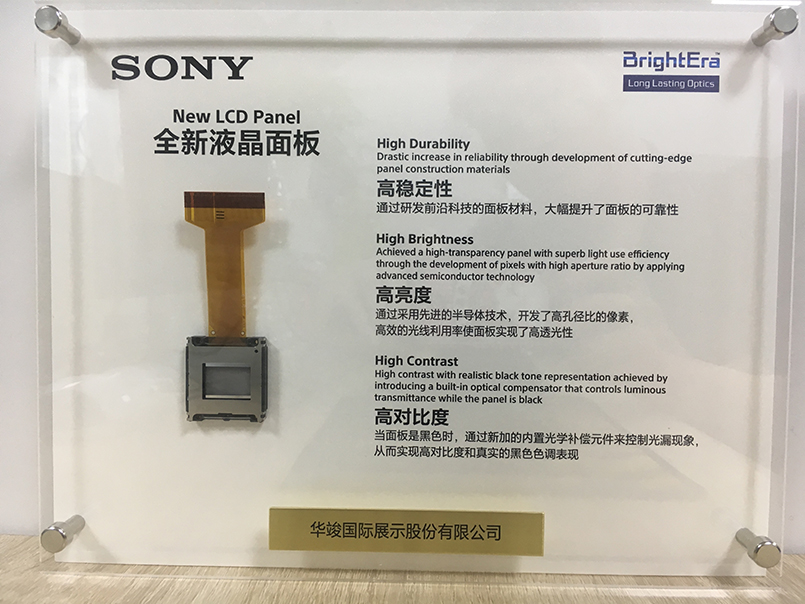 SONY
BrightEra™
Long Lasting Optics
New LCD Panel
全新液晶面板
High Durability
Drastic increase in reliability through development of cutting-edge
panel construction materials
高稳定性
通过研发前沿科技的面板材料，大幅提升了面板的可靠性
High Brightness
Achieved a high-transparency panel with superb light use efficiency
through the development of pixels with high aperture ratio by applying
advanced semiconductor technology
高亮度
通过采用先进的半导体技术，开发了高孔径比的像素，
高效的光线利用率使面板实现了高透光性
High Contrast
High contrast with realistic black tone representation achieved by
introducing a built-in optical compensator that controls luminous
transmittance while the panel is black
高对比度
当面板是黑色时，通过新加的内置光学补偿元件来控制光漏现象，
从而实现高对比度和真实的黑色色调表现
华竣国际展示股份有限公司